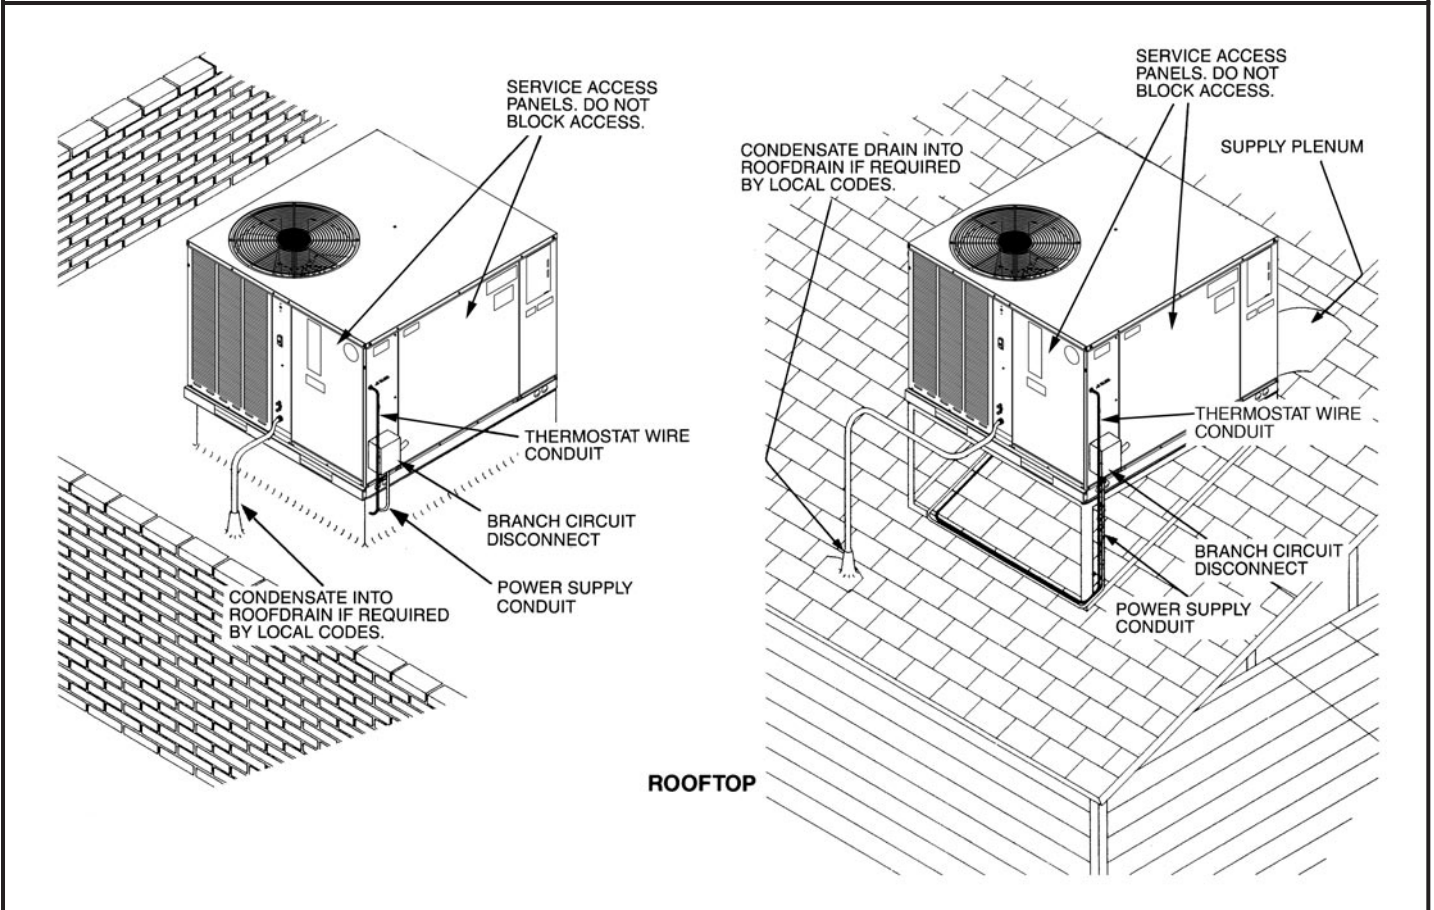 SERVICE ACCESS
PANELS. DO NOT
BLOCK ACCESS.
THERMOSTAT WIRE
CONDUIT
BRANCH CIRCUIT
DISCONNECT
POWER SUPPLY
CONDUIT
CONDENSATE INTO
ROOFDRAIN IF REQUIRED
BY LOCAL CODES.
SERVICE ACCESS
PANELS. DO NOT
BLOCK ACCESS.
CONDENSATE DRAIN INTO
ROOFDRAIN IF REQUIRED
BY LOCAL CODES.
SUPPLY PLENUM
THERMOSTAT WIRE
CONDUIT
BRANCH CIRCUIT
DISCONNECT
POWER SUPPLY
CONDUIT
ROOFTOP